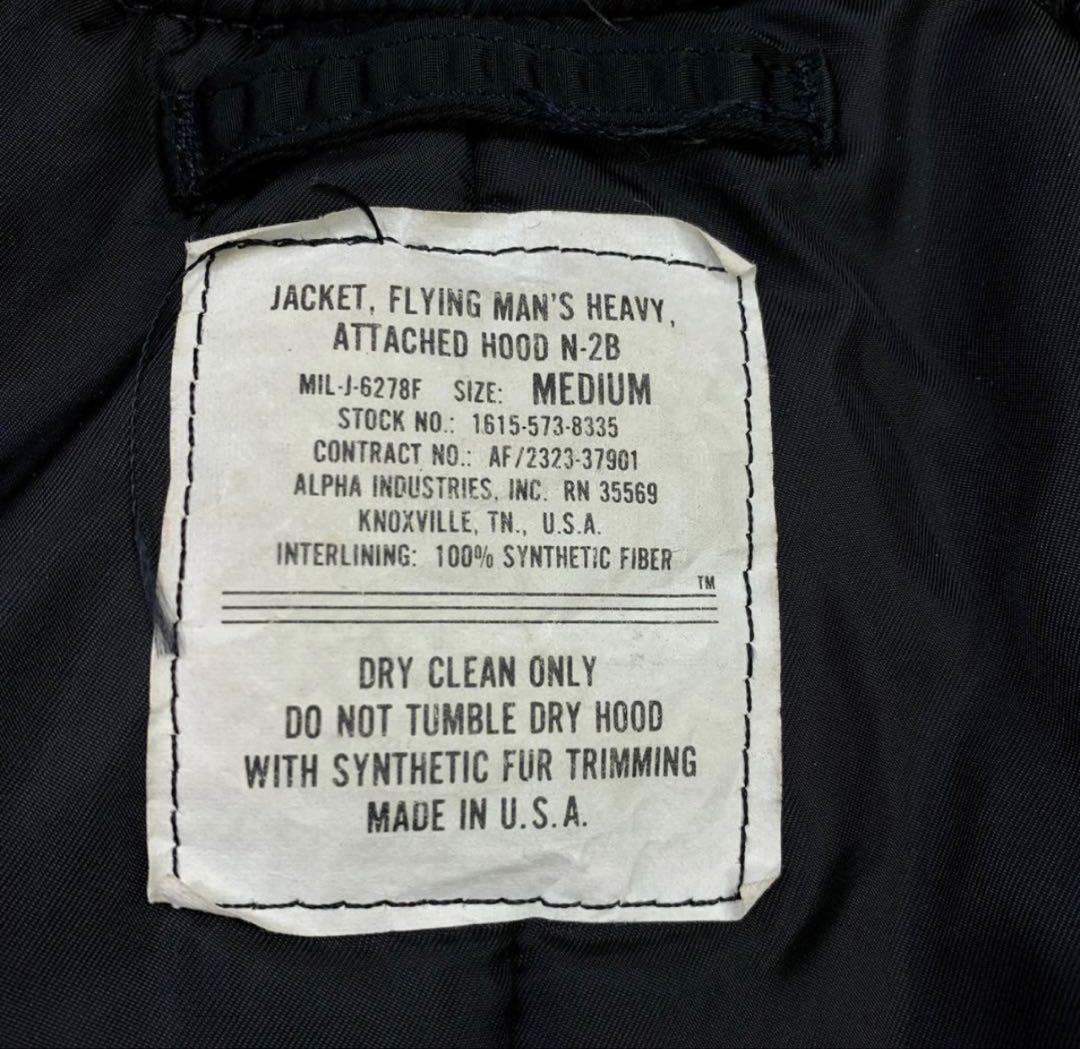 JACKET, FLYING MAN'S HEAVY,
ATTACHED HOOD N-2B
MIL-J-6278F SIZE: MEDIUM
STOCK NO.: 1615-573-8335
CONTRACT NO.: AF/2323-37901
ALPHA INDUSTRIES, INC. RN 35569
KNOXVILLE, TN., U.S.A.
INTERLINING: 100% SYNTHETIC FIBER
TM
DRY CLEAN ONLY
DO NOT TUMBLE DRY HOOD
WITH SYNTHETIC FUR TRIMMING
MADE IN U.S.A.